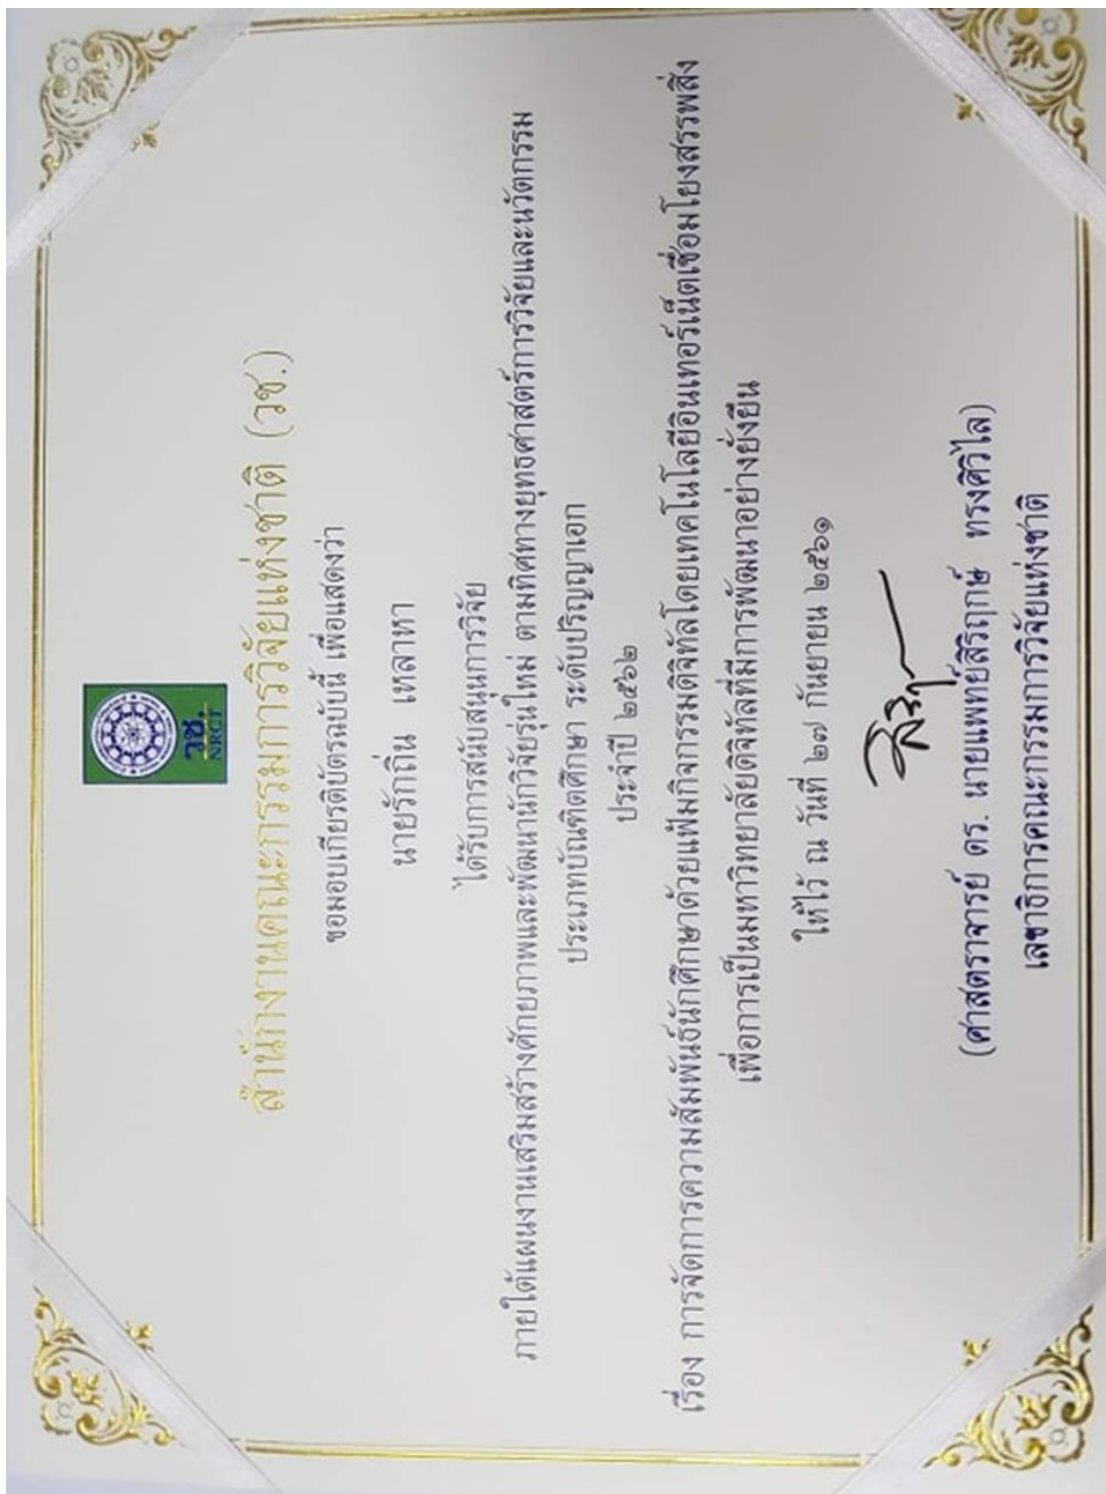 วช.
NRCT
สำนักงานคณะกรรมการวิจัยแห่งชาติ (วช.)
ขอมอบเกียรติบัตรฉบับนี้ เพื่อแสดงว่า
นายรักถิ่น เหลาหา
ได้รับการสนับสนุนการวิจัย
ภายใต้แผนงานเสริมสร้างศักยภาพและพัฒนานักวิจัยรุ่นใหม่ ตามทิศทางยุทธศาสตร์การวิจัยและนวัตกรรม
ประเภทบัณฑิตศึกษา ระดับปริญญาเอก
ประจำปี ๒๕๖๒
เรื่อง การจัดการความสัมพันธ์นักศึกษาด้วยแฟ้มกิจกรรมดิจิทัลโดยเทคโนโลยีอินเทอร์เน็ตเชื่อมโยงสรรพสิ่ง
เพื่อการเป็นมหาวิทยาลัยดิจิทัลที่มีการพัฒนาอย่างยั่งยืน
ให้ไว้ ณ วันที่ ๒๗ กันยายน ๒๕๖๑
(ศาสตราจารย์ ดร. นายแพทย์สิริฤกษ์ ทรงศิวิไล)
เลขาธิการคณะกรรมการวิจัยแห่งชาติ